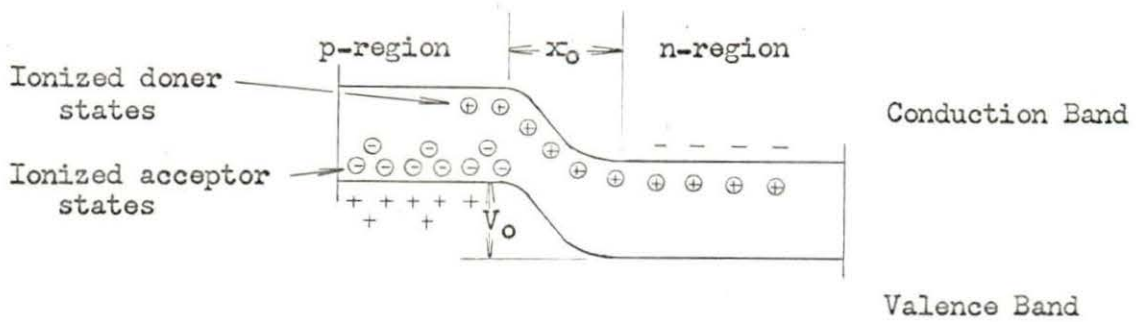 p-region
x₀
n-region
Ionized doner
states
Conduction Band
Ionized acceptor
states
V₀
Valence Band